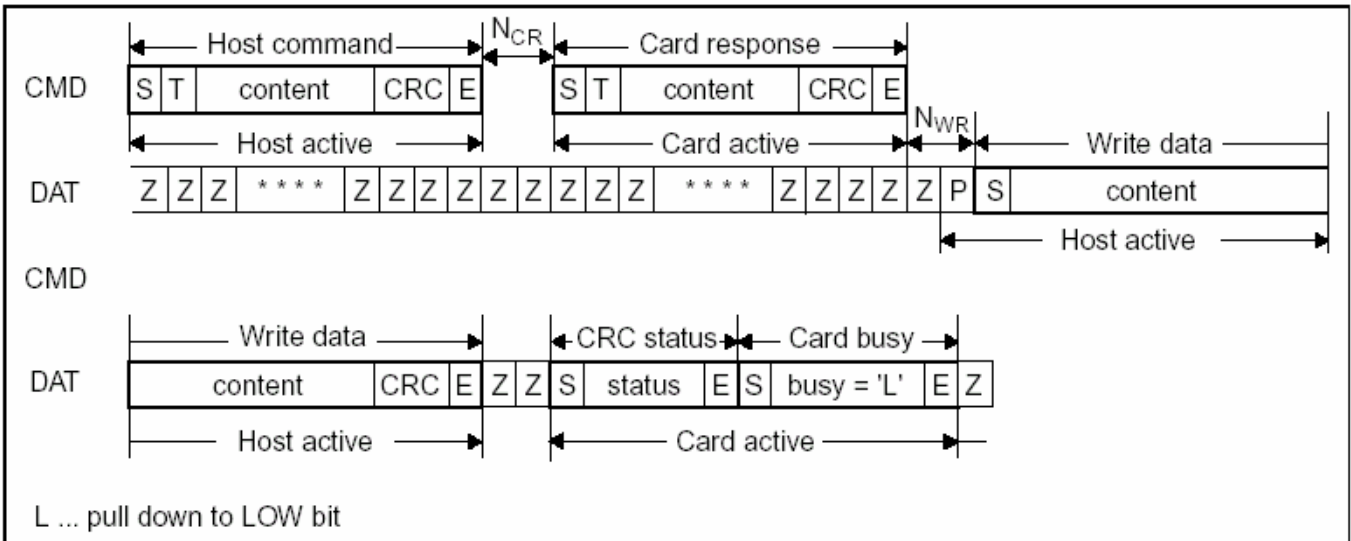 Host command NCR Card response
CMD S T content CRC E S T content CRC E
NWR
Host active Card active Write data
DAT Z Z Z * * * * Z Z Z Z Z Z Z Z Z * * * * Z Z Z Z Z P S content
Host active
CMD
Write data CRC status Card busy
DAT content CRC E Z Z S status E S busy = 'L' E Z
Host active Card active
L ... pull down to LOW bit